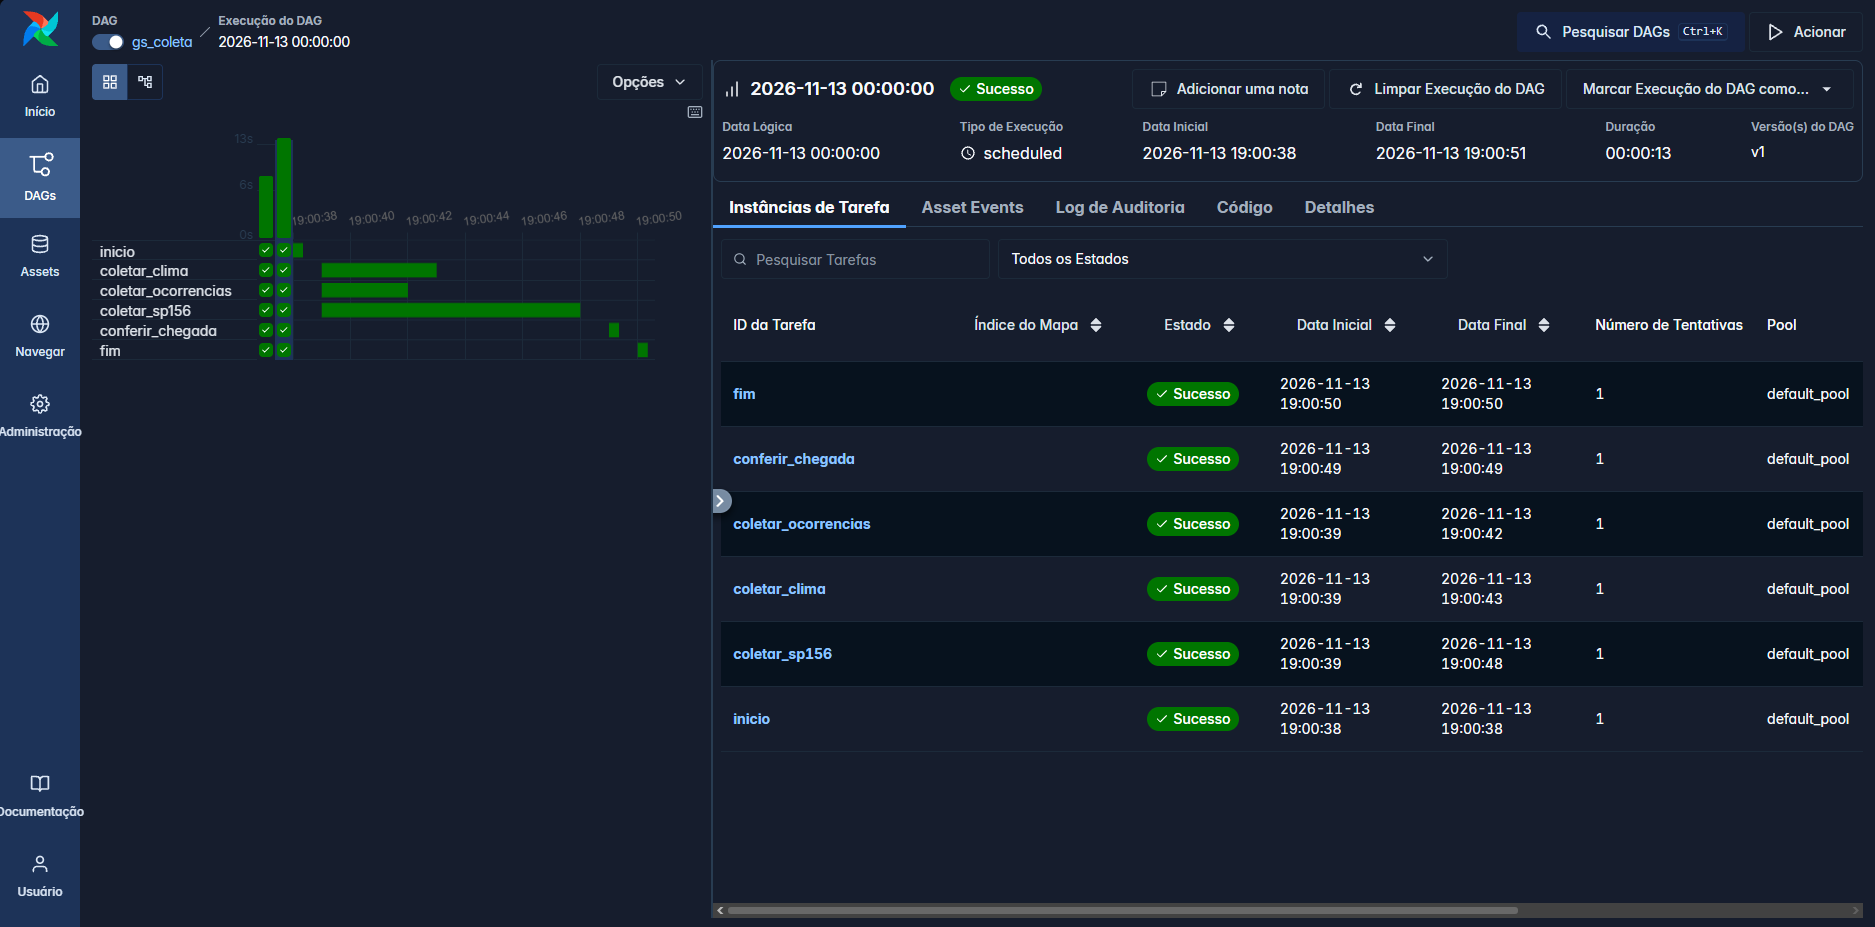 DAG
gs_coleta
Execução do DAG
2026-11-13 00:00:00
Pesquisar DAGs Ctrl+K
Acionar
Início
DAGs
Assets
Navegar
Administração
Documentação
Usuário
Opções
13s
6s
0s
19:00:38 19:00:40 19:00:42 19:00:44 19:00:46 19:00:48 19:00:50
inicio
coletar_clima
coletar_ocorrencias
coletar_sp156
conferir_chegada
fim
2026-11-13 00:00:00 Sucesso
Adicionar uma nota
Limpar Execução do DAG
Marcar Execução do DAG como...
Data Lógica Tipo de Execução Data Inicial Data Final Duração Versão(s) do DAG
2026-11-13 00:00:00 scheduled 2026-11-13 19:00:38 2026-11-13 19:00:51 00:00:13 v1
Instâncias de Tarefa Asset Events Log de Auditoria Código Detalhes
Pesquisar Tarefas
Todos os Estados
ID da Tarefa Índice do Mapa Estado Data Inicial Data Final Número de Tentativas Pool
fim Sucesso 2026-11-13 19:00:50 2026-11-13 19:00:50 1 default_pool
conferir_chegada Sucesso 2026-11-13 19:00:49 2026-11-13 19:00:49 1 default_pool
coletar_ocorrencias Sucesso 2026-11-13 19:00:39 2026-11-13 19:00:42 1 default_pool
coletar_clima Sucesso 2026-11-13 19:00:39 2026-11-13 19:00:43 1 default_pool
coletar_sp156 Sucesso 2026-11-13 19:00:39 2026-11-13 19:00:48 1 default_pool
inicio Sucesso 2026-11-13 19:00:38 2026-11-13 19:00:38 1 default_pool